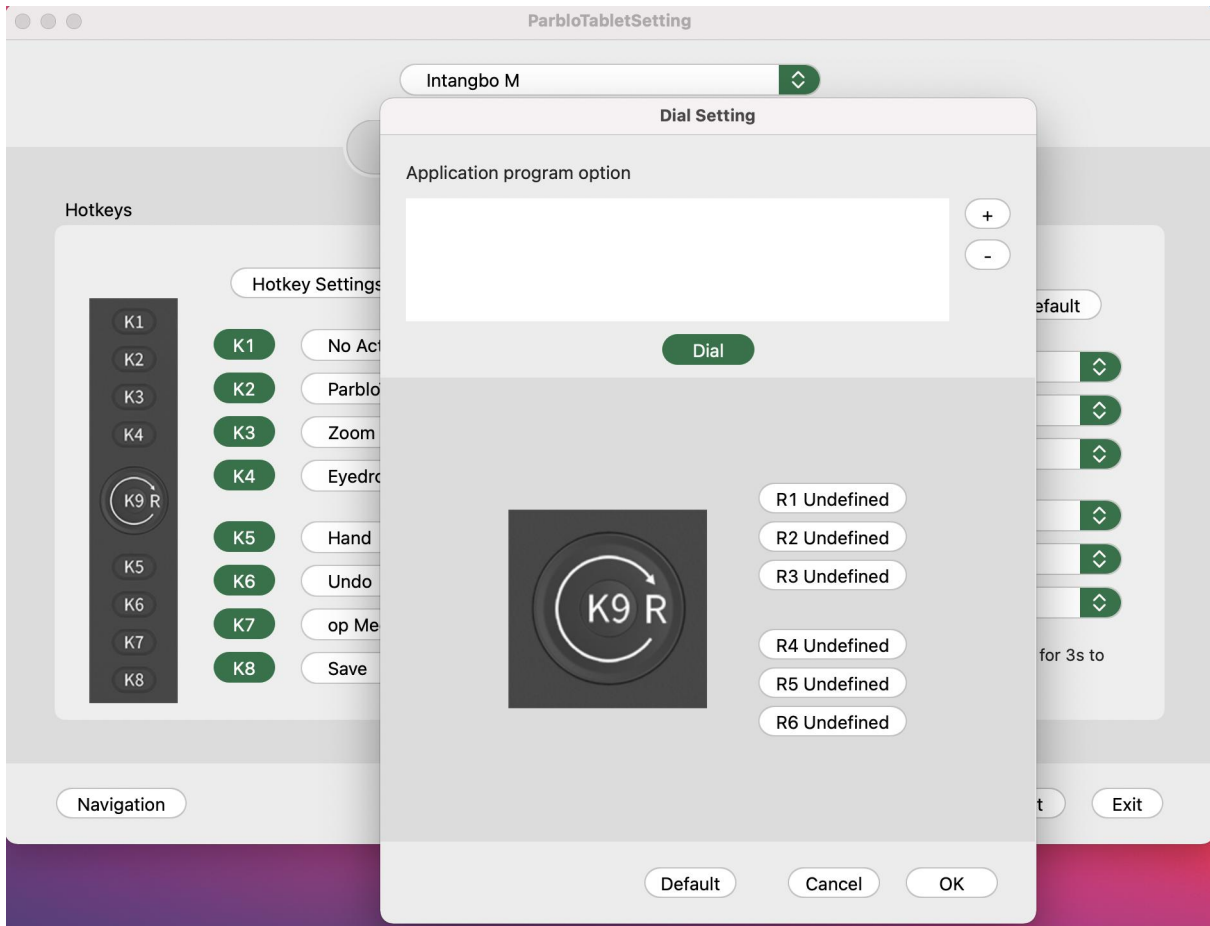 ParbloTabletSetting
Intangbo M
Dial Setting
Application program option
+
-
Dial
R1 Undefined
R2 Undefined
R3 Undefined
K9 R
R4 Undefined
R5 Undefined
R6 Undefined
Default
Cancel
OK
Hotkeys
Hotkey Settings
K1
K2
K3
K4
K9 R
K5
K6
K7
K8
K1 No Act
K2 Parblo
K3 Zoom
K4 Eyedro
K5 Hand
K6 Undo
K7 op Me
K8 Save
efault
for 3s to
Navigation
t
Exit